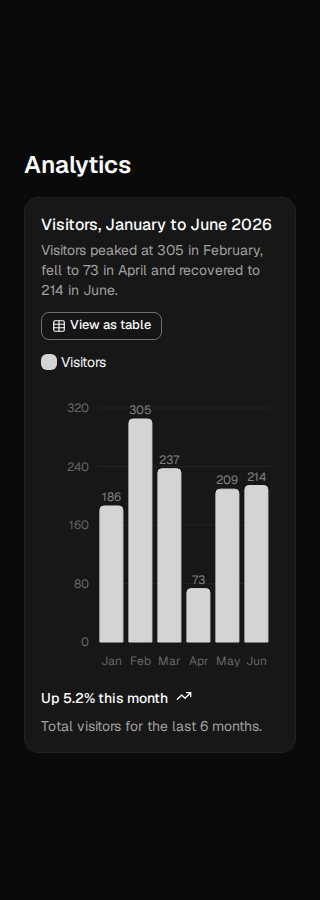 Analytics
Visitors, January to June 2026
Visitors peaked at 305 in February,
fell to 73 in April and recovered to
214 in June.
View as table
Visitors
320
240
160
80
0
186
305
237
73
209
214
Jan Feb Mar Apr May Jun
Up 5.2% this month
Total visitors for the last 6 months.